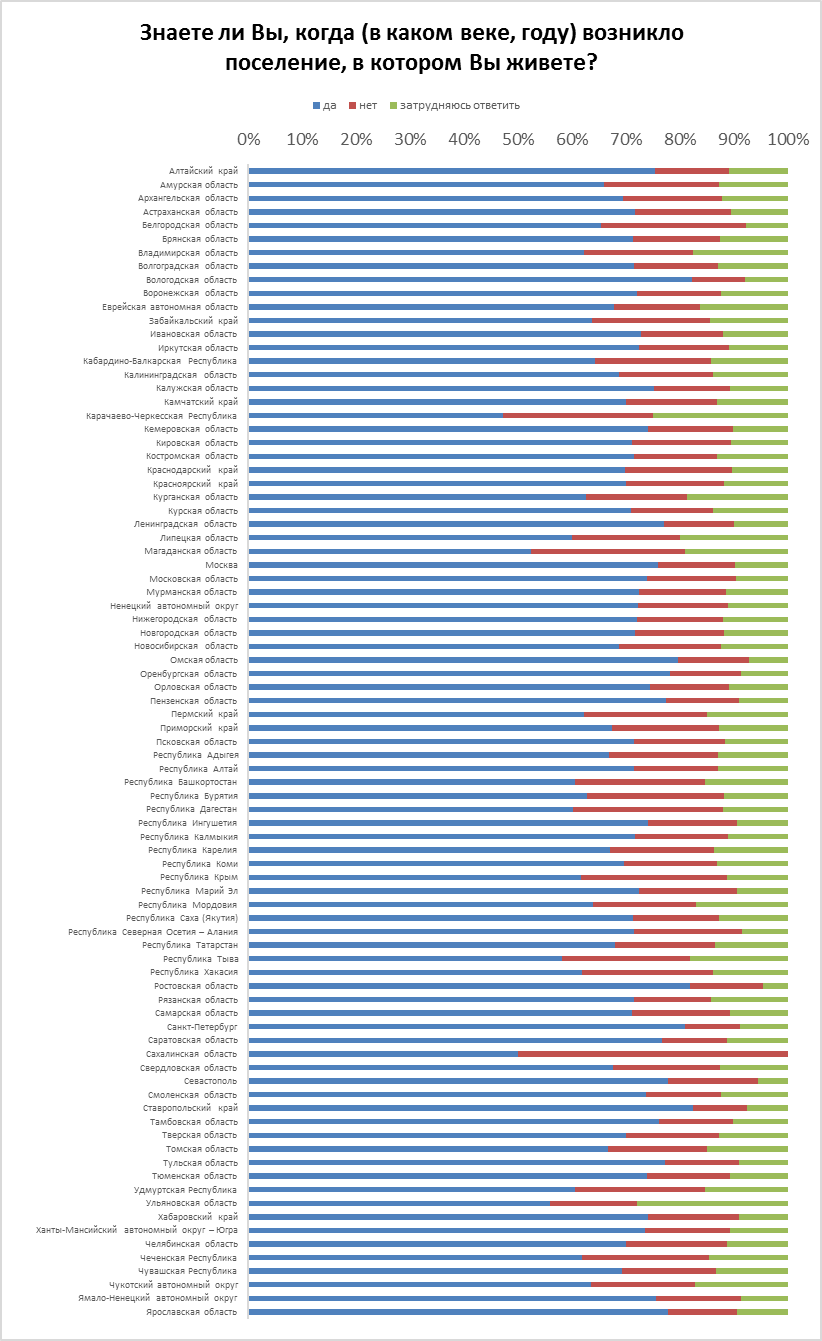 Знаете ли Вы, когда (в каком веке, году) возникло
поселение, в котором Вы живете?
да нет затрудняюсь ответить
0% 10% 20% 30% 40% 50% 60% 70% 80% 90% 100%
Алтайский край
Амурская область
Архангельская область
Астраханская область
Белгородская область
Брянская область
Владимирская область
Волгоградская область
Вологодская область
Воронежская область
Еврейская автономная область
Забайкальский край
Ивановская область
Иркутская область
Кабардино-Балкарская Республика
Калининградская область
Калужская область
Камчатский край
Карачаево-Черкесская Республика
Кемеровская область
Кировская область
Костромская область
Краснодарский край
Красноярский край
Курганская область
Курская область
Ленинградская область
Липецкая область
Магаданская область
Москва
Московская область
Мурманская область
Ненецкий автономный округ
Нижегородская область
Новгородская область
Новосибирская область
Омская область
Оренбургская область
Орловская область
Пензенская область
Пермский край
Приморский край
Псковская область
Республика Адыгея
Республика Алтай
Республика Башкортостан
Республика Бурятия
Республика Дагестан
Республика Ингушетия
Республика Калмыкия
Республика Карелия
Республика Коми
Республика Крым
Республика Марий Эл
Республика Мордовия
Республика Саха (Якутия)
Республика Северная Осетия – Алания
Республика Татарстан
Республика Тыва
Республика Хакасия
Ростовская область
Рязанская область
Самарская область
Санкт-Петербург
Саратовская область
Сахалинская область
Свердловская область
Севастополь
Смоленская область
Ставропольский край
Тамбовская область
Тверская область
Томская область
Тульская область
Тюменская область
Удмуртская Республика
Ульяновская область
Хабаровский край
Ханты-Мансийский автономный округ – Югра
Челябинская область
Чеченская Республика
Чувашская Республика
Чукотский автономный округ
Ямало-Ненецкий автономный округ
Ярославская область